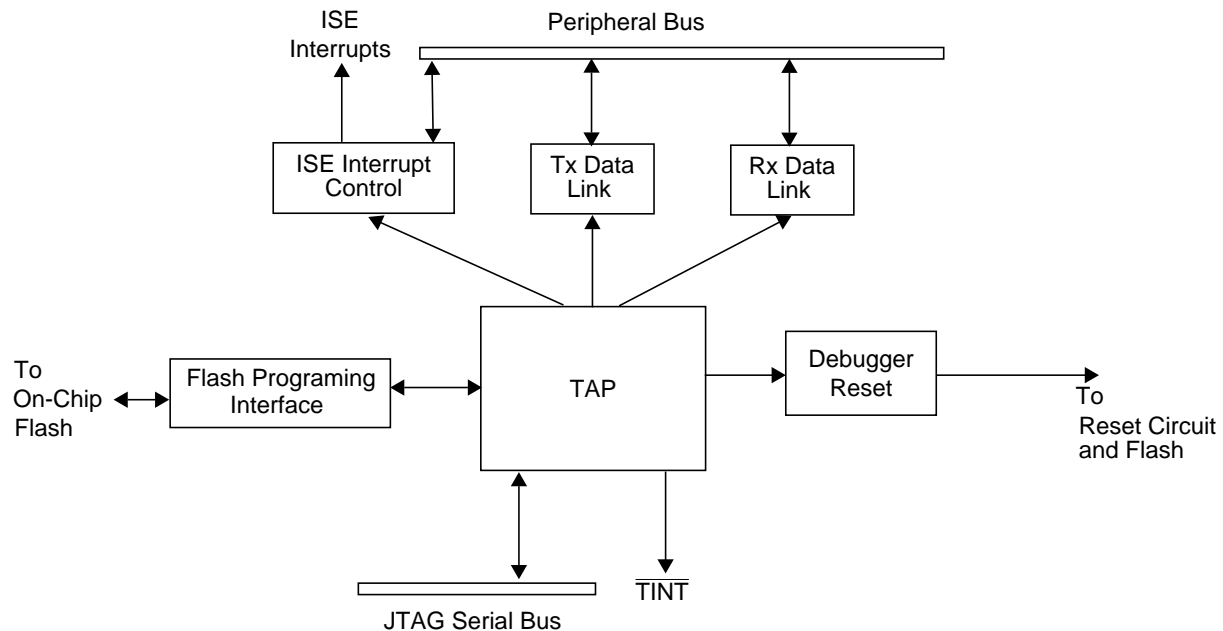 ISE
Interrupts
Peripheral Bus
ISE Interrupt
Control
Tx Data
Link
Rx Data
Link
To
On-Chip
Flash
Flash Programing
Interface
TAP
Debugger
Reset
To
Reset Circuit
and Flash
TINT
JTAG Serial Bus